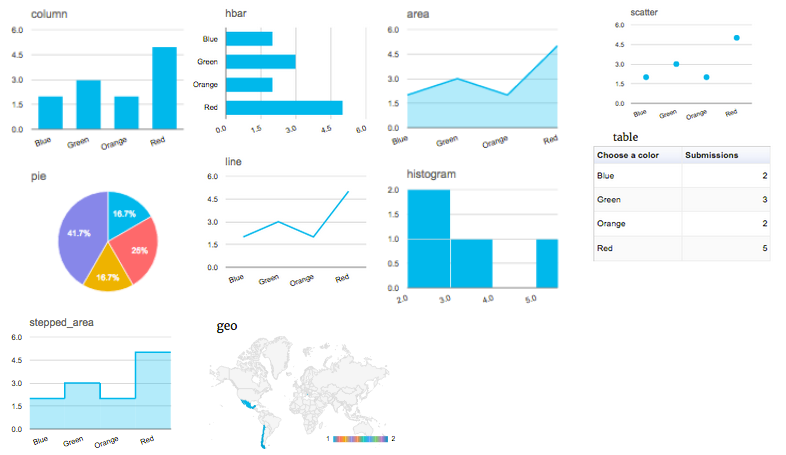 column
6.0
4.5
3.0
1.5
0.0
Blue
Green
Orange
Red
hbar
Blue
Green
Orange
Red
0.0
1.5
3.0
4.5
6.0
area
6.0
4.5
3.0
1.5
0.0
Blue
Green
Orange
Red
scatter
6.0
4.5
3.0
1.5
0.0
Blue
Green
Orange
Red
table
Choose a color Submissions
Blue 2
Green 3
Orange 2
Red 5
pie
16.7%
41.7%
25%
16.7%
line
6.0
4.5
3.0
1.5
0.0
Blue
Green
Orange
Red
histogram
2.0
1.5
1.0
0.5
0.0
2.0
3.0
4.0
5.0
stepped_area
6.0
4.5
3.0
1.5
0.0
Blue
Green
Orange
Red
geo
1 2